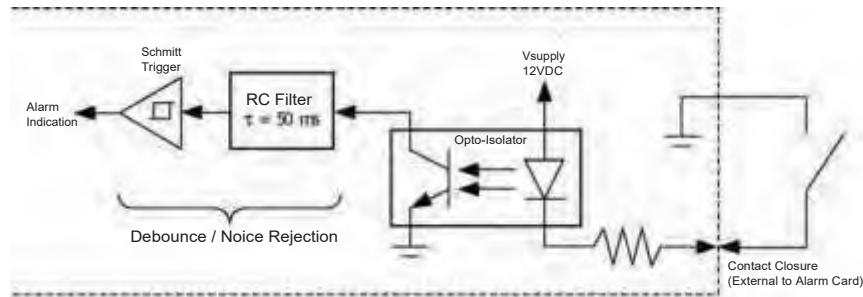 Schmitt
Trigger
Alarm
Indication
RC Filter
τ = 50 ms
Vsupply
12VDC
Opto-Isolator
Debounce / Noice Rejection
Contact Closure
(External to Alarm Card)